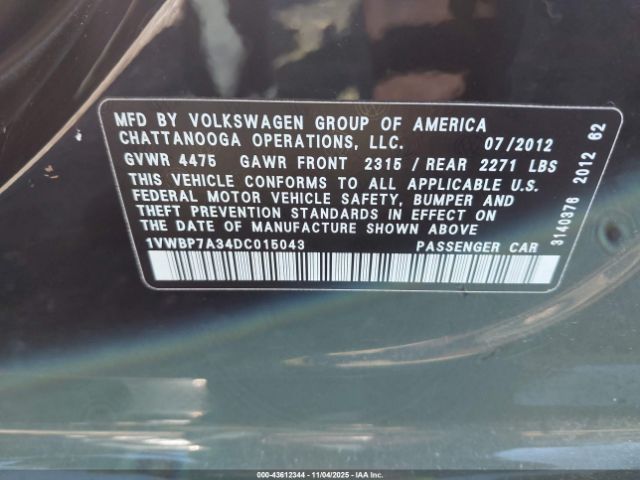 MFD BY VOLKSWAGEN GROUP OF AMERICA
CHATTANOOGA OPERATIONS, LLC. 07/2012
GVWR 4475 GAWR FRONT 2315 / REAR 2271 LBS
THIS VEHICLE CONFORMS TO ALL APPLICABLE U.S.
FEDERAL MOTOR VEHICLE SAFETY, BUMPER AND
THEFT PREVENTION STANDARDS IN EFFECT ON
THE DATE OF MANUFACTURE SHOWN ABOVE
1VWBP7A34DC015043 PASSENGER CAR
3140376 2012 62
000-43612344 - 11/04/2025 - IAA Inc.